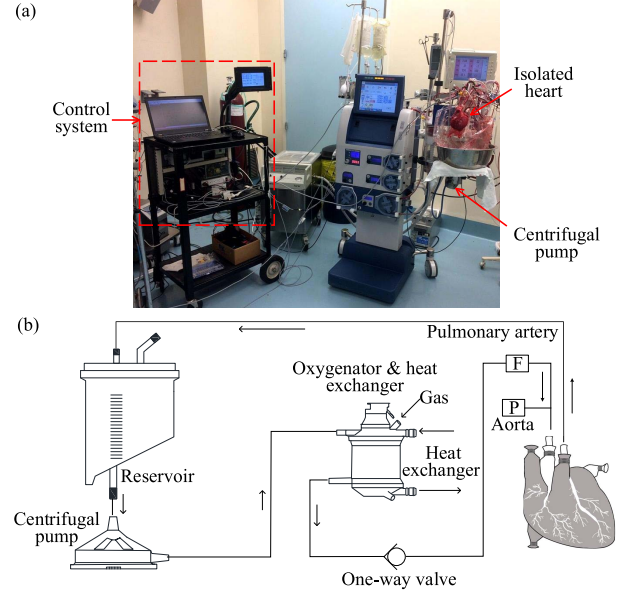 (a)
Control
system
Isolated
heart
Centrifugal
pump
(b)
Pulmonary artery
Oxygenator & heat
exchanger
Gas
F
P
Aorta
Heat
exchanger
Reservoir
Centrifugal
pump
One-way valve